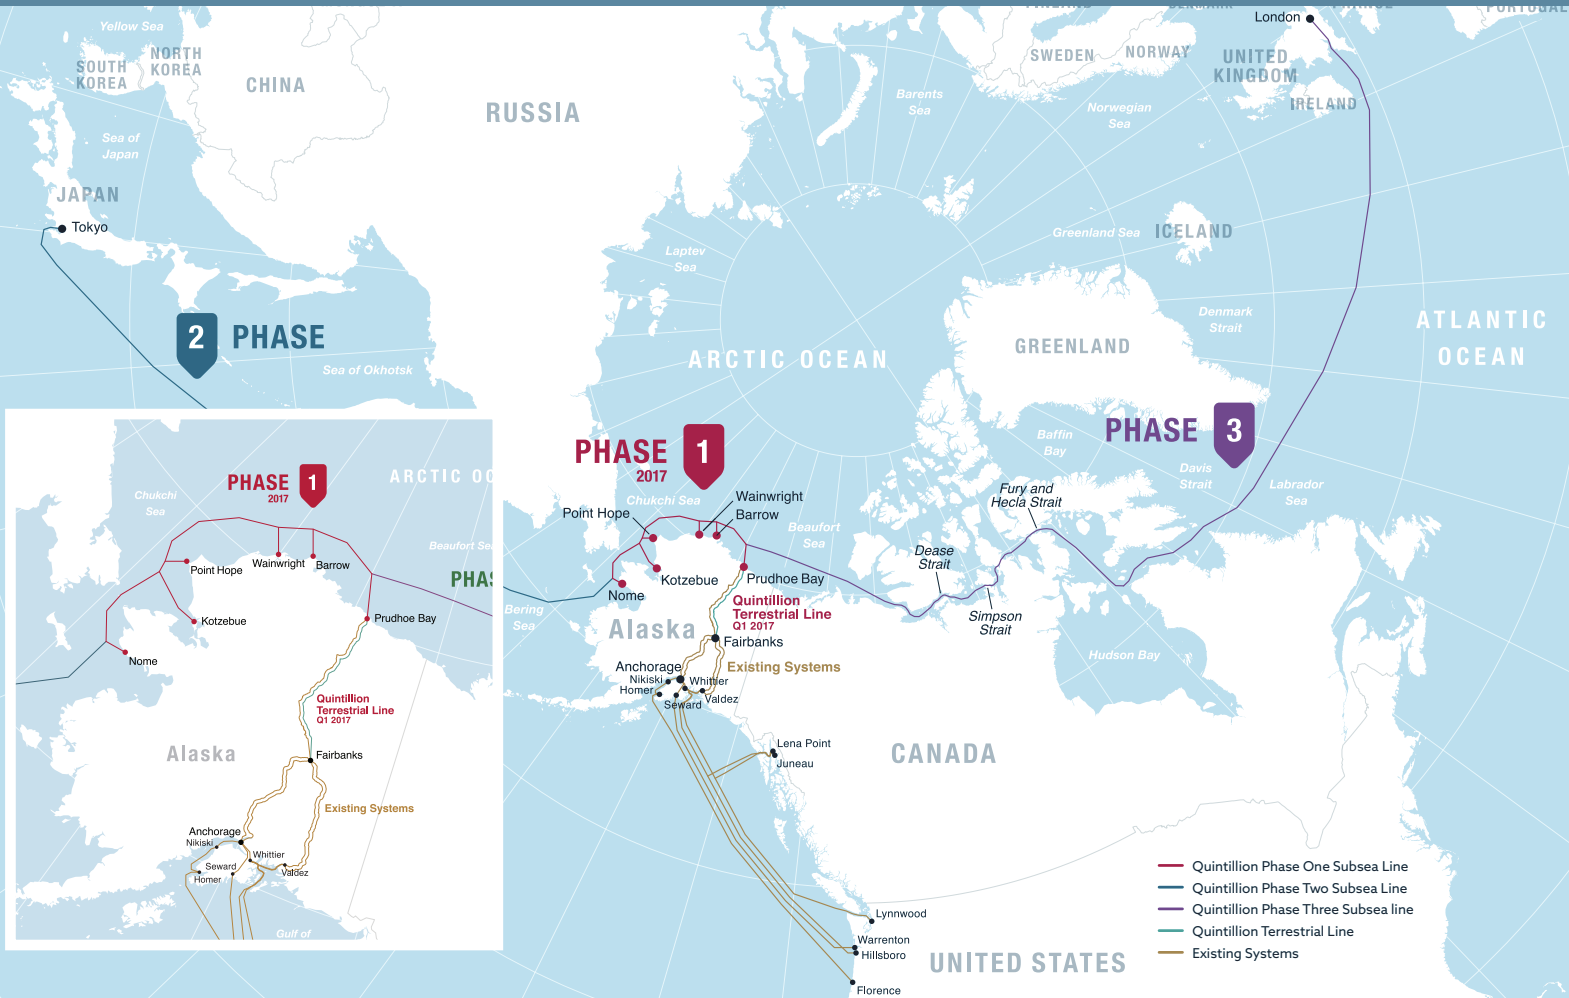 London
Yellow Sea
NORTH
KOREA
SOUTH
KOREA
CHINA
RUSSIA
SWEDEN
NORWAY
UNITED
KINGDOM
IRELAND
Barents
Sea
Norwegian
Sea
Sea of
Japan
JAPAN
Tokyo
Laptev
Sea
Greenland Sea
ICELAND
2
PHASE
Sea of Okhotsk
ARCTIC OCEAN
GREENLAND
Denmark
Strait
ATLANTIC
OCEAN
PHASE
2017
1
PHASE
3
Baffin
Bay
Davis
Strait
Labrador
Sea
Chukchi Sea
Wainwright
Barrow
Point Hope
Beaufort
Sea
Fury and
Hecla Strait
Dease
Strait
Simpson
Strait
Kotzebue
Nome
Prudhoe Bay
Bering
Sea
Quintillion
Terrestrial Line
Q1 2017
Alaska
Fairbanks
Hudson Bay
Existing Systems
Anchorage
Nikiski
Whittier
Homer
Valdez
Seward
Lena Point
Juneau
CANADA
Lynnwood
Warrenton
Hillsboro
Florence
UNITED STATES
PHASE
2017
1
ARCTIC OC
Chukchi
Sea
Beaufort Se
PHAS
Point Hope
Wainwright
Barrow
Kotzebue
Prudhoe Bay
Nome
Quintillion
Terrestrial Line
Q1 2017
Alaska
Fairbanks
Existing Systems
Anchorage
Nikiski
Whittier
Seward
Homer
Valdez
Gulf of
Quintillion Phase One Subsea Line
Quintillion Phase Two Subsea Line
Quintillion Phase Three Subsea line
Quintillion Terrestrial Line
Existing Systems